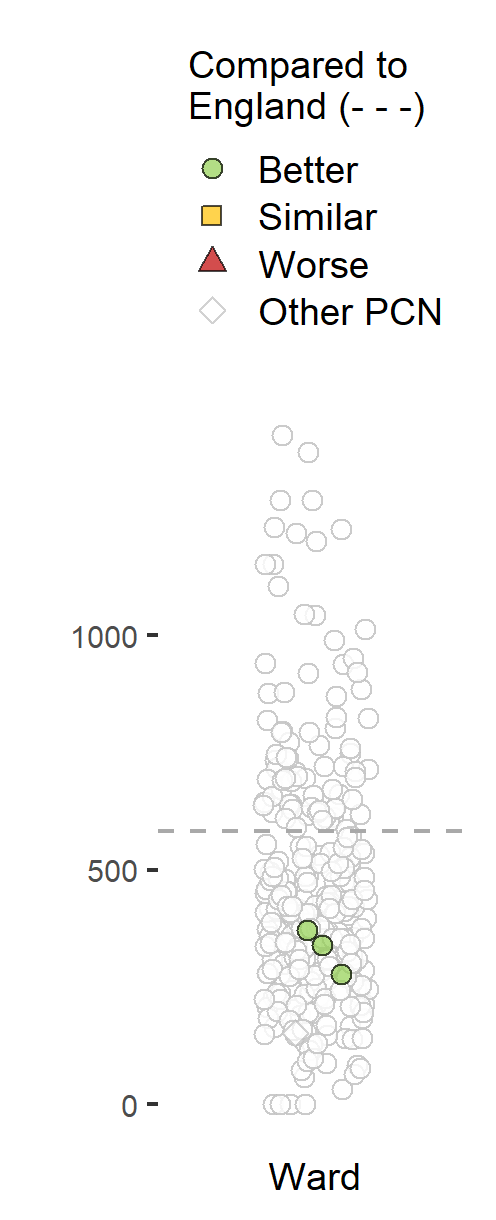 Compared to
England (- - -)
Better
Similar
Worse
Other PCN
1000
500
0
Ward